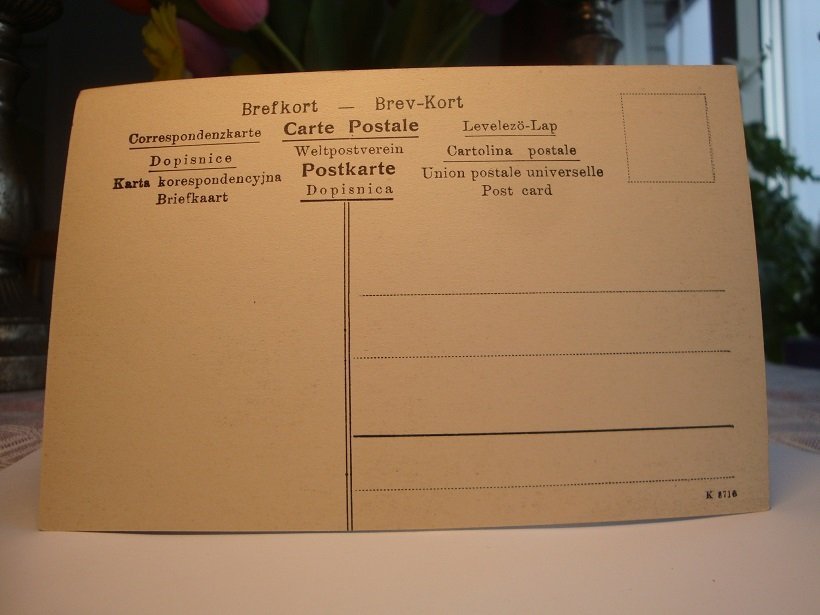 Brefkort — Brev-Kort
Correspondenzkarte
Carte Postale
Levelezö-Lap
Dopisnice
Weltpostverein
Cartolina postale
Karta korespondencyjna
Postkarte
Union postale universelle
Briefkaart
Dopisnica
Post card
K 8716